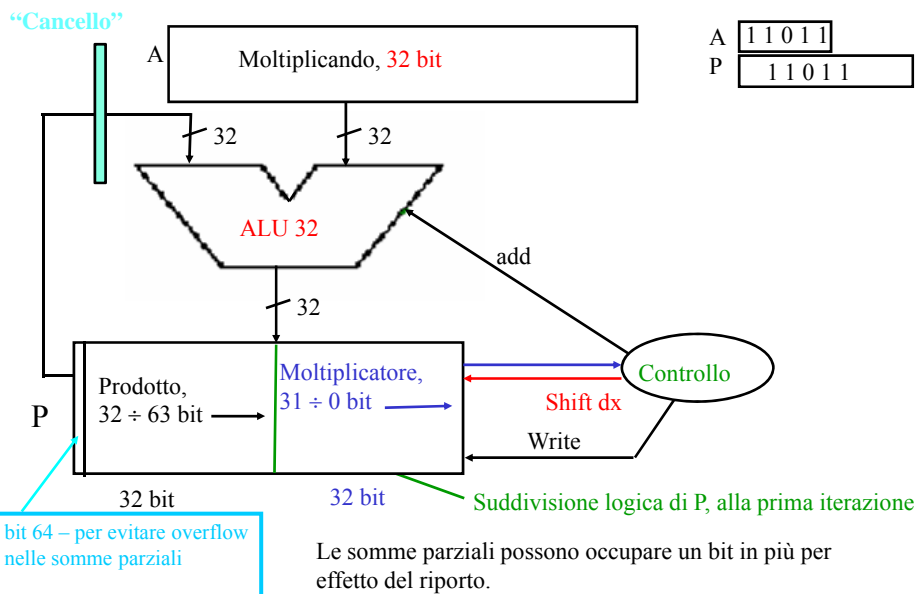 “Cancello”
A
Moltiplicando, 32 bit
A 1 1 0 1 1
P 1 1 0 1 1
32
32
ALU 32
add
32
P
Prodotto,
32 ÷ 63 bit
Moltiplicatore,
31 ÷ 0 bit
Controllo
Shift dx
Write
32 bit
32 bit
Suddivisione logica di P, alla prima iterazione
bit 64 – per evitare overflow
nelle somme parziali
Le somme parziali possono occupare un bit in più per
effetto del riporto.